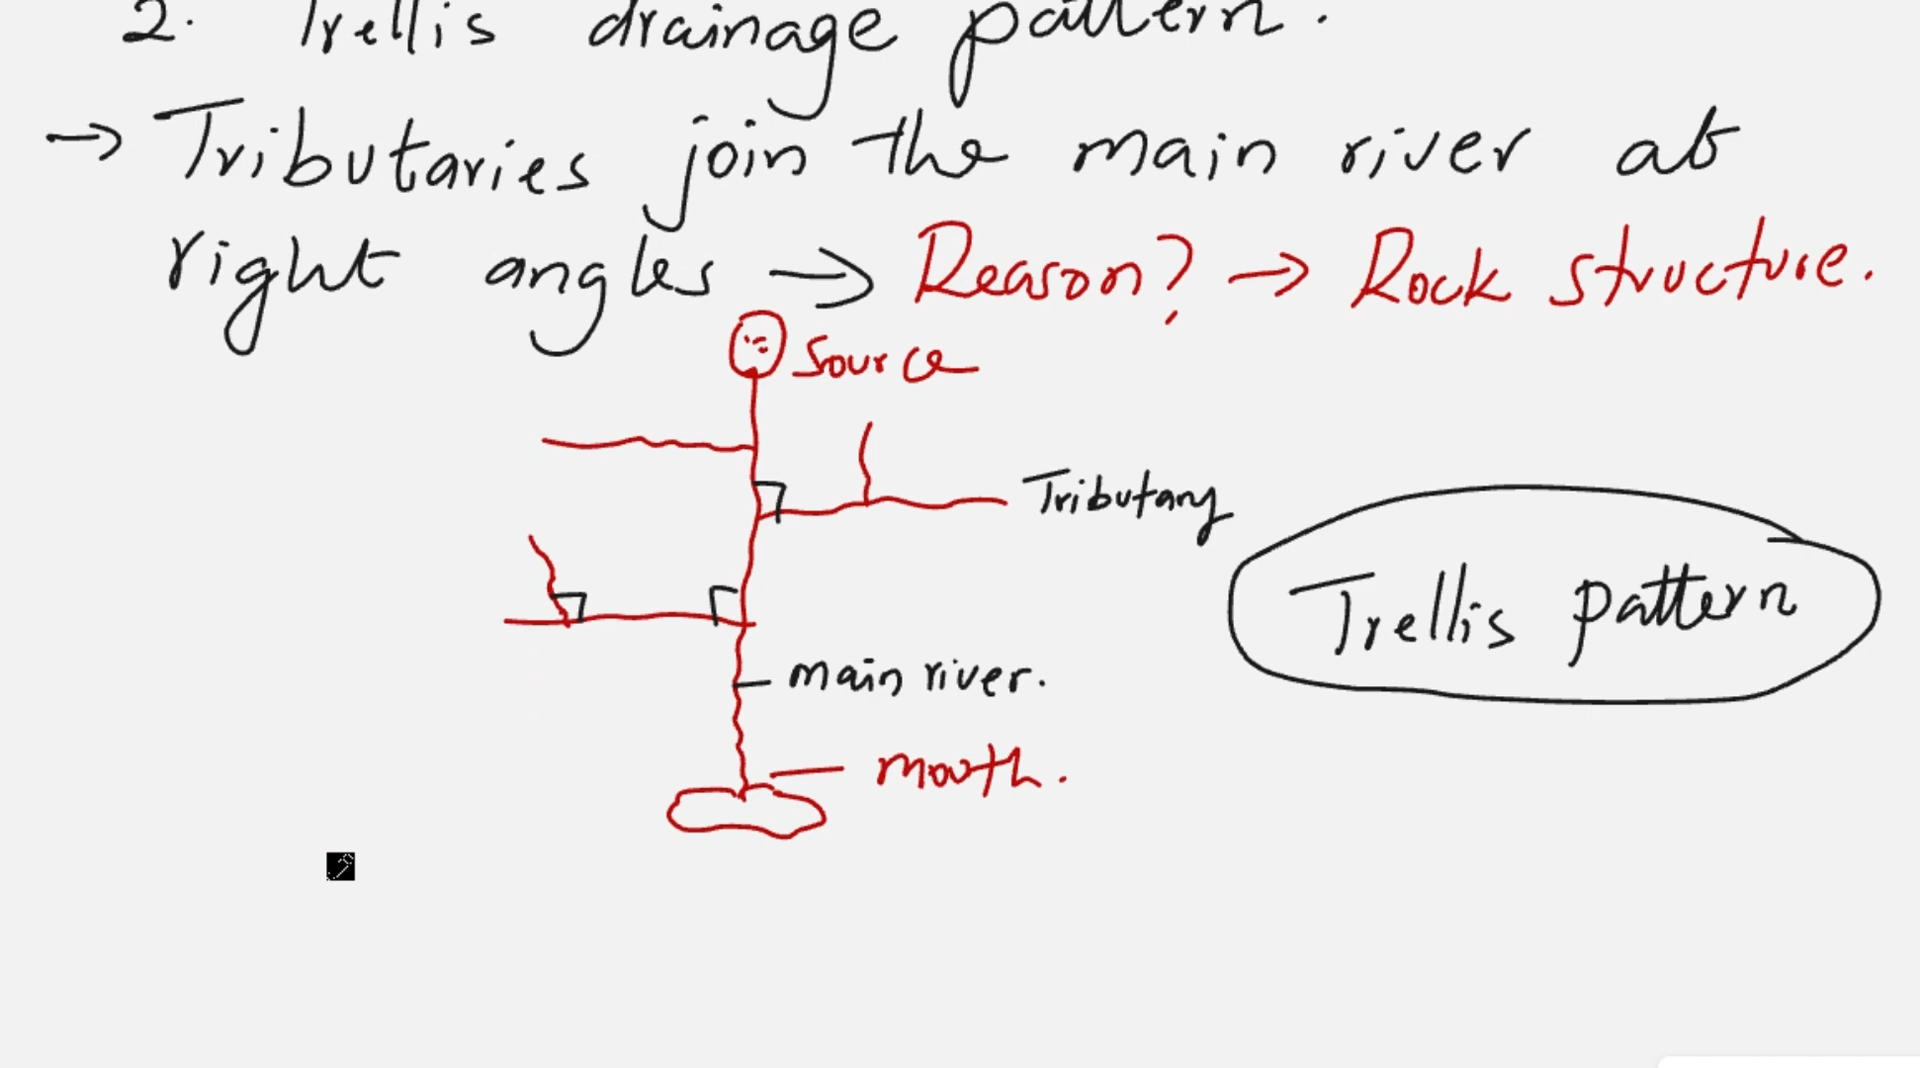 2. Trellis drainage pattern.
→ Tributaries join the main river at
right angles → Reason? → Rock structure.
Source
Tributary
Trellis pattern
main river.
mouth.